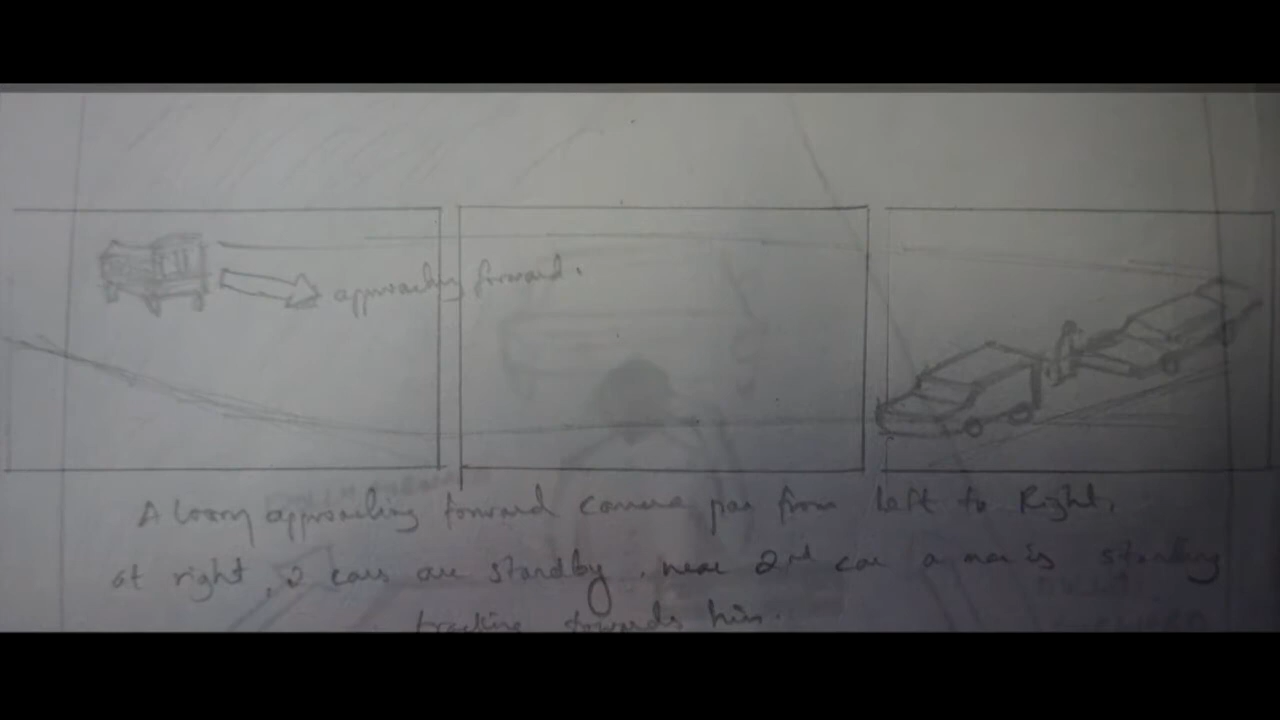 approaching forward.
A lorry approaching forward camera pan from left to Right,
at right, 2 cars are standby, near 2nd car a man is standing
tracking towards him.